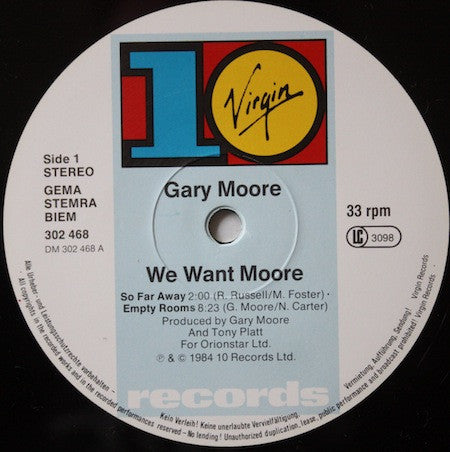 10
Virgin
Side 1
STEREO
GEMA
STEMRA
BIEM
302 468
DM 302 468 A
Gary Moore
33 rpm
LC 3098
We Want Moore
So Far Away 2:00 (R. Russell/M. Foster) ·
Empty Rooms 8:23 (G. Moore/N. Carter)
Produced by Gary Moore
And Tony Platt
For Orionstar Ltd.
℗ & © 1984 10 Records Ltd.
records
Alle Urheber- und Leistungsschutzrechte vorbehalten –
All copyrights in the recorded works and in the recorded performances reserved –
Kein Verleih! Keine unerlaubte Vervielfältigung,
No lending! Unauthorized duplication, lease, public performance and broadcast prohibited!
Vermietung, Aufführung, Sendung!
Virgin Records
Virgin Records